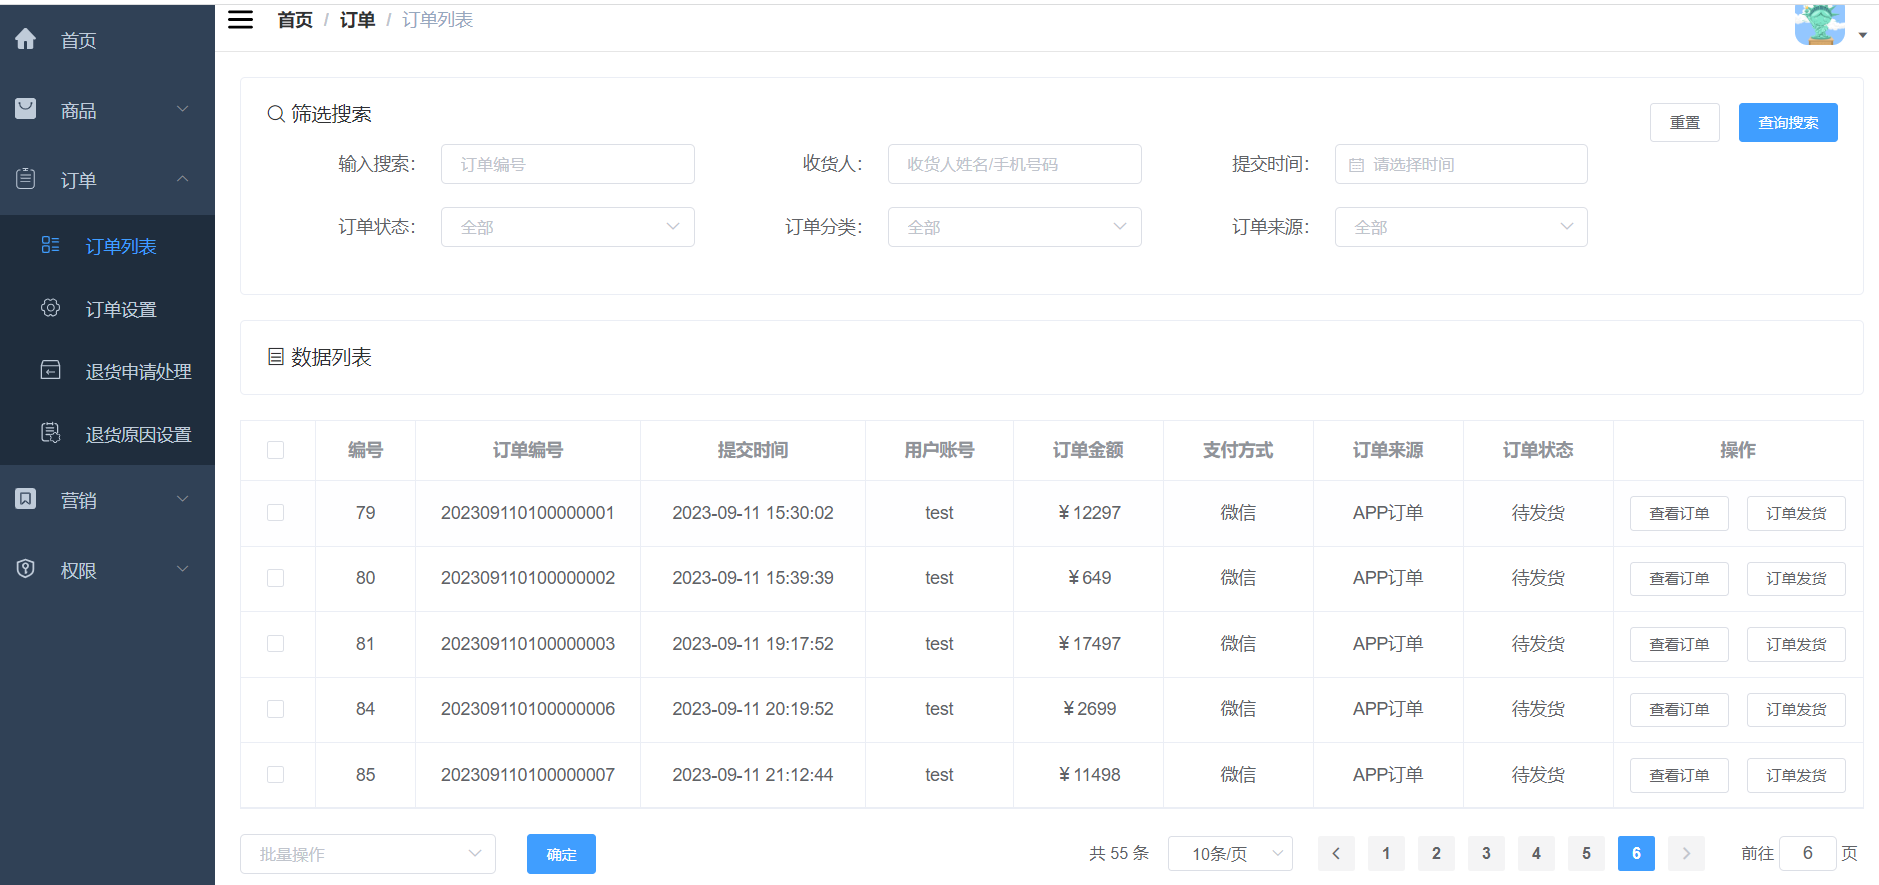 首页
商品
订单
订单列表
订单设置
退货申请处理
退货原因设置
营销
权限
首页 / 订单 / 订单列表
筛选搜索
重置 查询搜索
输入搜索： 订单编号 收货人： 收货人姓名/手机号码 提交时间： 请选择时间
订单状态： 全部 订单分类： 全部 订单来源： 全部
数据列表
编号 订单编号 提交时间 用户账号 订单金额 支付方式 订单来源 订单状态 操作
79 202309110100000001 2023-09-11 15:30:02 test ¥12297 微信 APP订单 待发货 查看订单 订单发货
80 202309110100000002 2023-09-11 15:39:39 test ¥649 微信 APP订单 待发货 查看订单 订单发货
81 202309110100000003 2023-09-11 19:17:52 test ¥17497 微信 APP订单 待发货 查看订单 订单发货
84 202309110100000006 2023-09-11 20:19:52 test ¥2699 微信 APP订单 待发货 查看订单 订单发货
85 202309110100000007 2023-09-11 21:12:44 test ¥11498 微信 APP订单 待发货 查看订单 订单发货
批量操作 确定 共 55 条 10条/页 1 2 3 4 5 6 前往 6 页